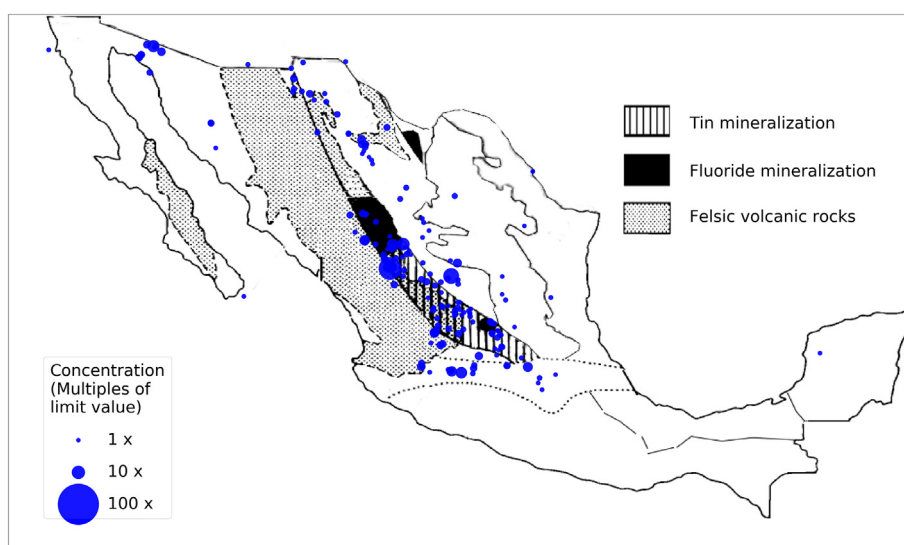 Tin mineralization
Fluoride mineralization
Felsic volcanic rocks
Concentration
(Multiples of
limit value)
1 x
10 x
100 x